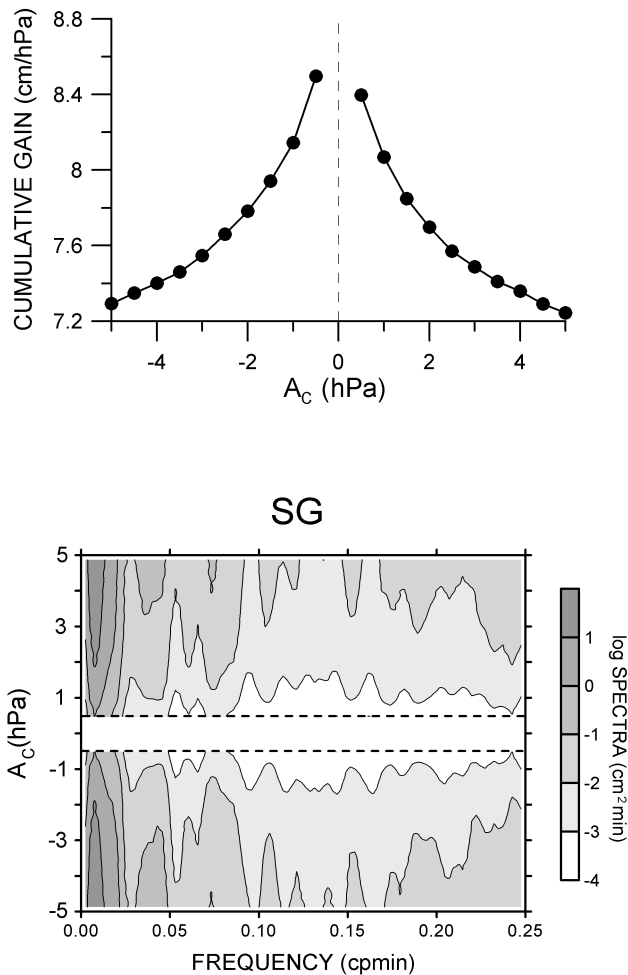 8.8
8.4
8
7.6
7.2
CUMULATIVE GAIN (cm/hPa)
-4 -2 0 2 4
AC (hPa)
SG
5
3
1
-1
-3
-5
AC(hPa)
0.00 0.05 0.10 0.15 0.20 0.25
FREQUENCY (cpmin)
1
0
-1
-2
-3
-4
log SPECTRA (cm2min)